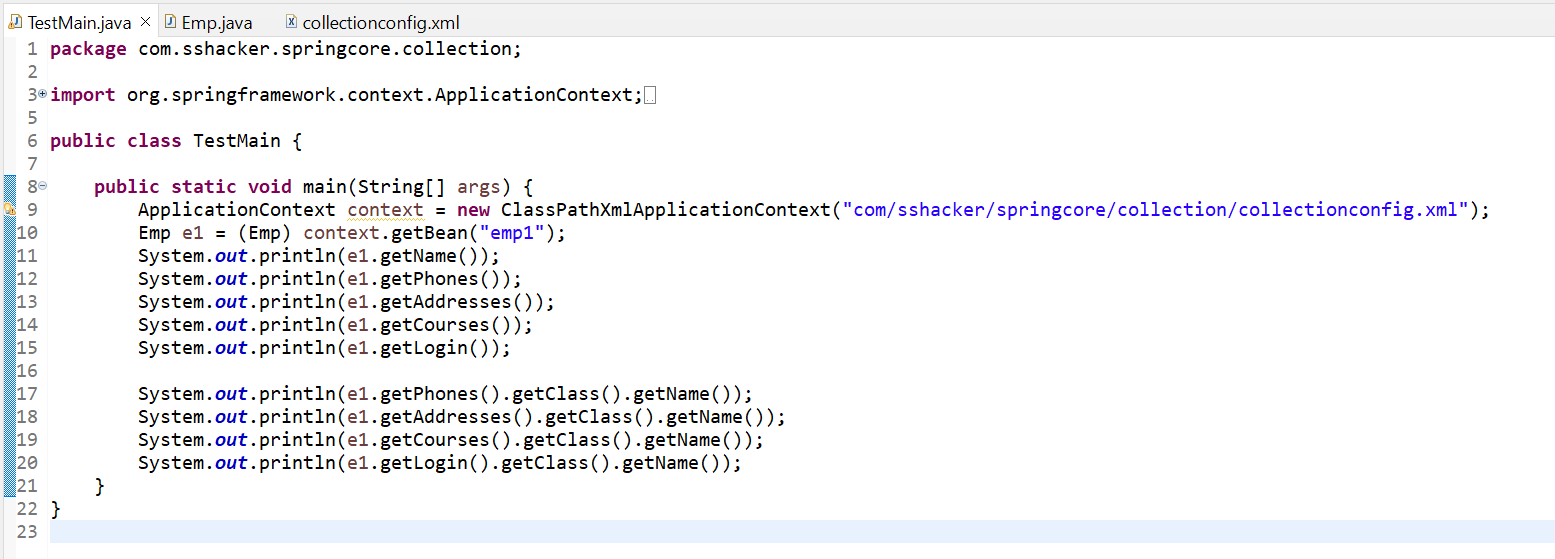 TestMain.java Emp.java collectionconfig.xml
1 package com.sshacker.springcore.collection;
2
3 import org.springframework.context.ApplicationContext;
5
6 public class TestMain {
7
8 public static void main(String[] args) {
9 ApplicationContext context = new ClassPathXmlApplicationContext("com/sshacker/springcore/collection/collectionconfig.xml");
10 Emp e1 = (Emp) context.getBean("emp1");
11 System.out.println(e1.getName());
12 System.out.println(e1.getPhones());
13 System.out.println(e1.getAddresses());
14 System.out.println(e1.getCourses());
15 System.out.println(e1.getLogin());
16
17 System.out.println(e1.getPhones().getClass().getName());
18 System.out.println(e1.getAddresses().getClass().getName());
19 System.out.println(e1.getCourses().getClass().getName());
20 System.out.println(e1.getLogin().getClass().getName());
21 }
22 }
23